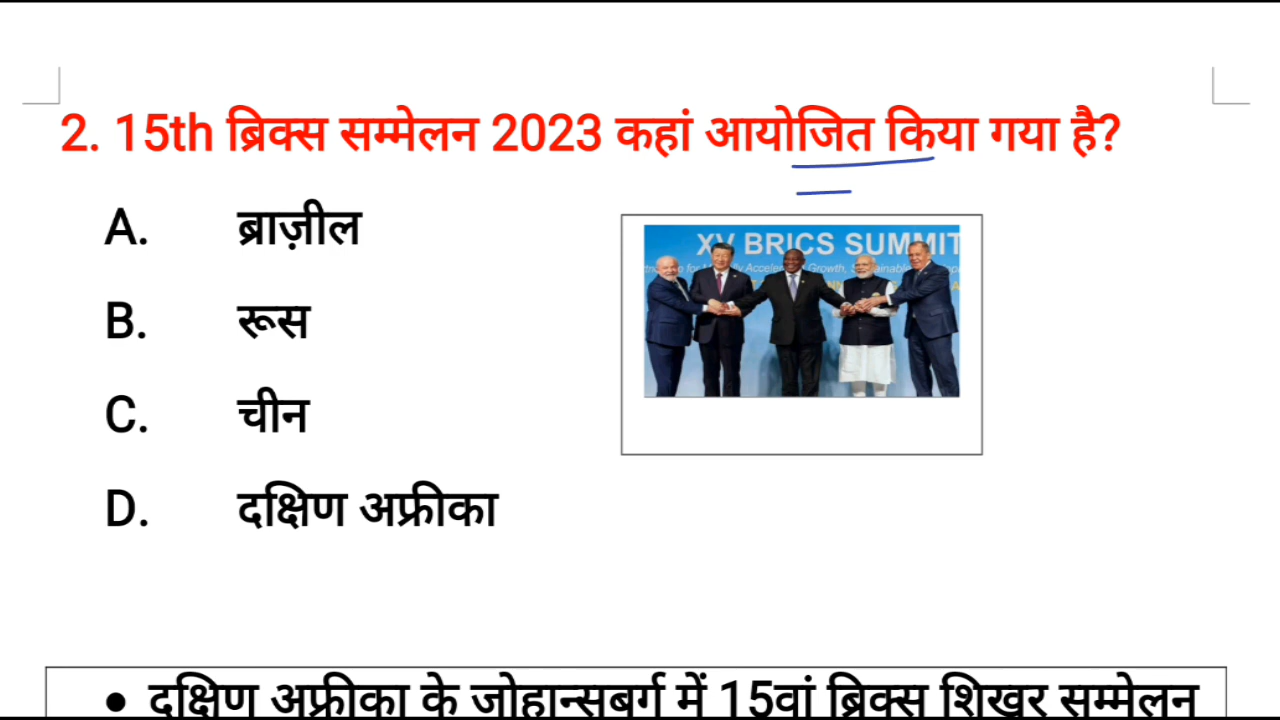 2. 15th ब्रिक्स सम्मेलन 2023 कहां आयोजित किया गया है?
A. ब्राज़ील
B. रूस
C. चीन
D. दक्षिण अफ्रीका
XV BRICS SUMMIT
Growth,
• दक्षिण अफ्रीका के जोहान्सबर्ग में 15वां ब्रिक्स शिखर सम्मेलन